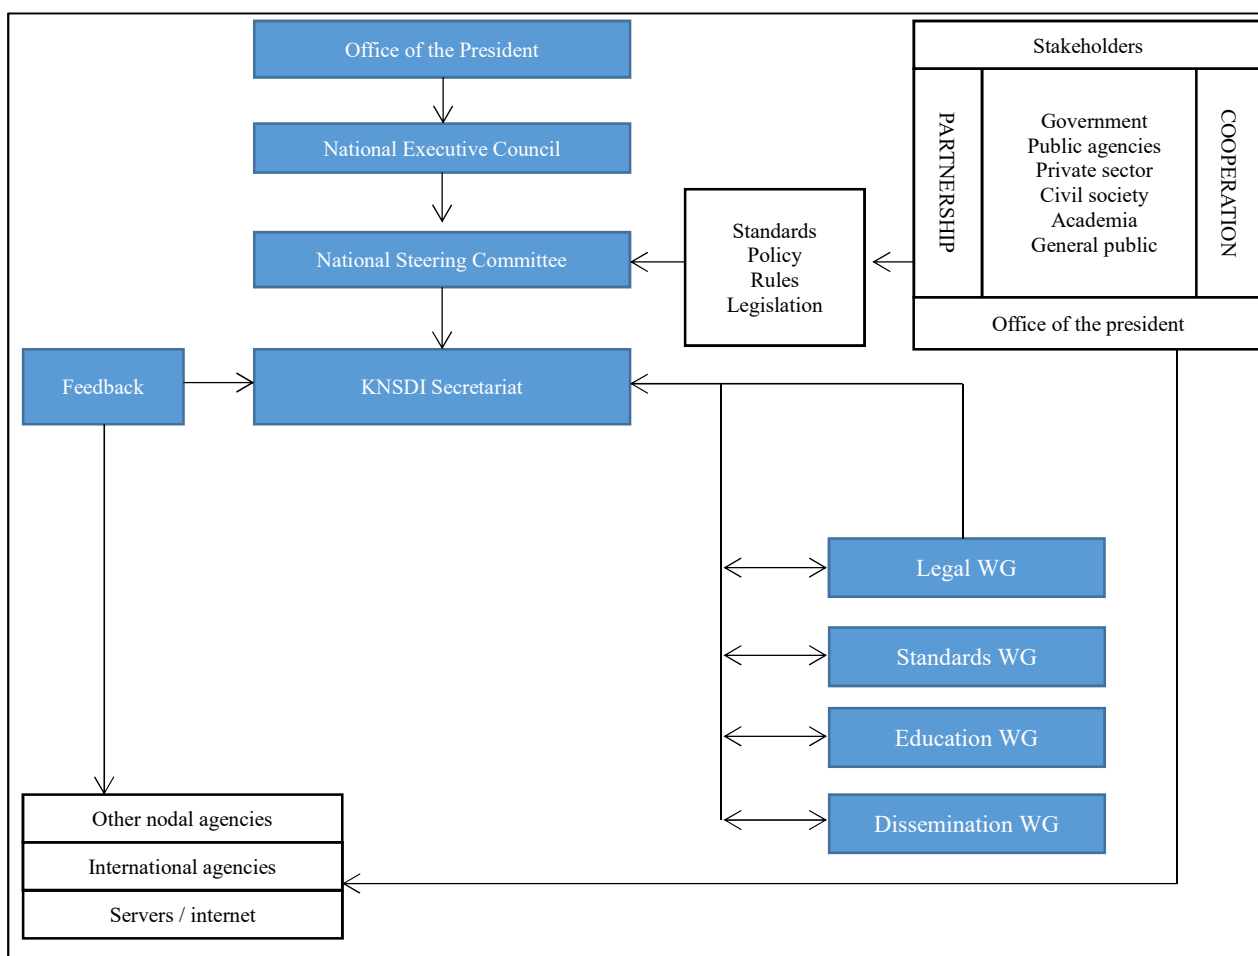 Office of the President
National Executive Council
National Steering Committee
KNSDI Secretariat
Feedback
Standards
Policy
Rules
Legislation
Stakeholders
PARTNERSHIP
Government
Public agencies
Private sector
Civil society
Academia
General public
COOPERATION
Office of the president
Legal WG
Standards WG
Education WG
Dissemination WG
Other nodal agencies
International agencies
Servers / internet